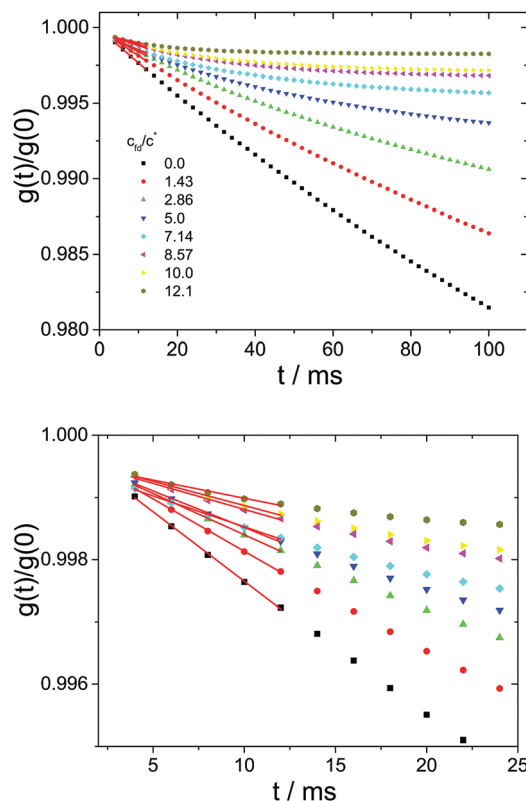 g(t)/g(0)
1.000
0.995
0.990
0.985
0.980
c_fd/c*
0.0
1.43
2.86
5.0
7.14
8.57
10.0
12.1
0 20 40 60 80 100
t / ms
g(t)/g(0)
1.000
0.998
0.996
5 10 15 20 25
t / ms